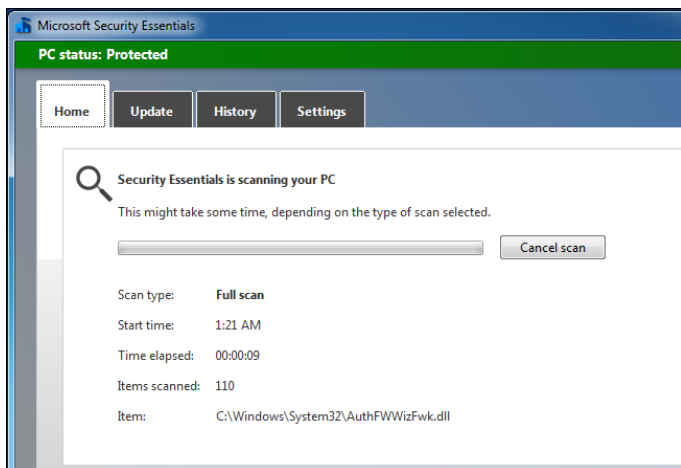 Microsoft Security Essentials
PC status: Protected
Home Update History Settings
Security Essentials is scanning your PC
This might take some time, depending on the type of scan selected.
Cancel scan
Scan type: Full scan
Start time: 1:21 AM
Time elapsed: 00:00:09
Items scanned: 110
Item: C:\Windows\System32\AuthFWWizFwk.dll